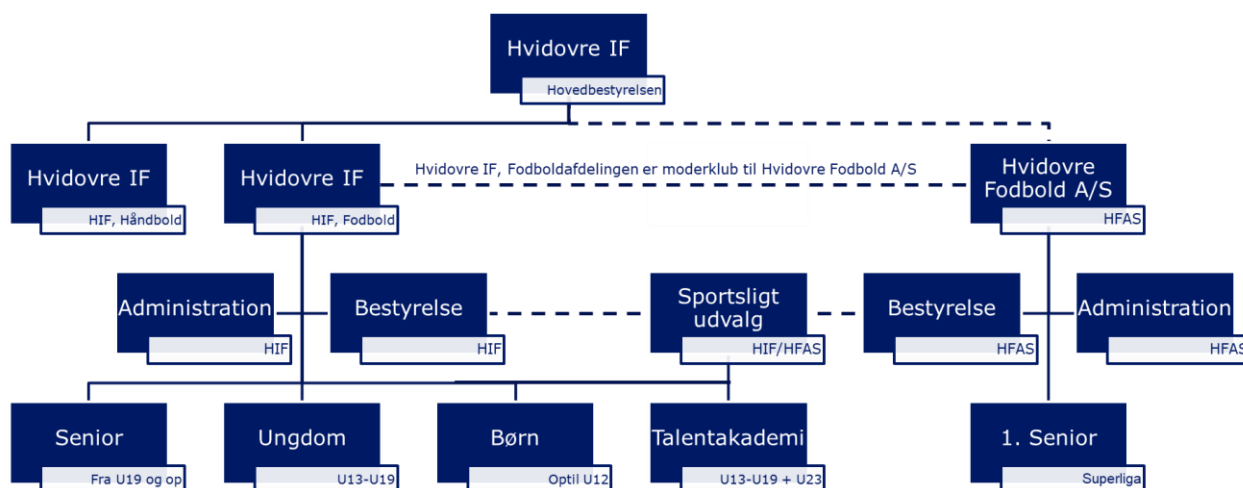 Hvidovre IF
Hovedbestyrelsen
Hvidovre IF
HIF, Håndbold
Hvidovre IF
HIF, Fodbold
Hvidovre IF, Fodboldafdelingen er moderklub til Hvidovre Fodbold A/S
Hvidovre
Fodbold A/S
HFAS
Administration
HIF
Bestyrelse
HIF
Sportsligt
udvalg
HIF/HFAS
Bestyrelse
HFAS
Administration
HFAS
Senior
Fra U19 og op
Ungdom
U13-U19
Børn
Optil U12
Talentakademi
U13-U19 + U23
1. Senior
Superliga